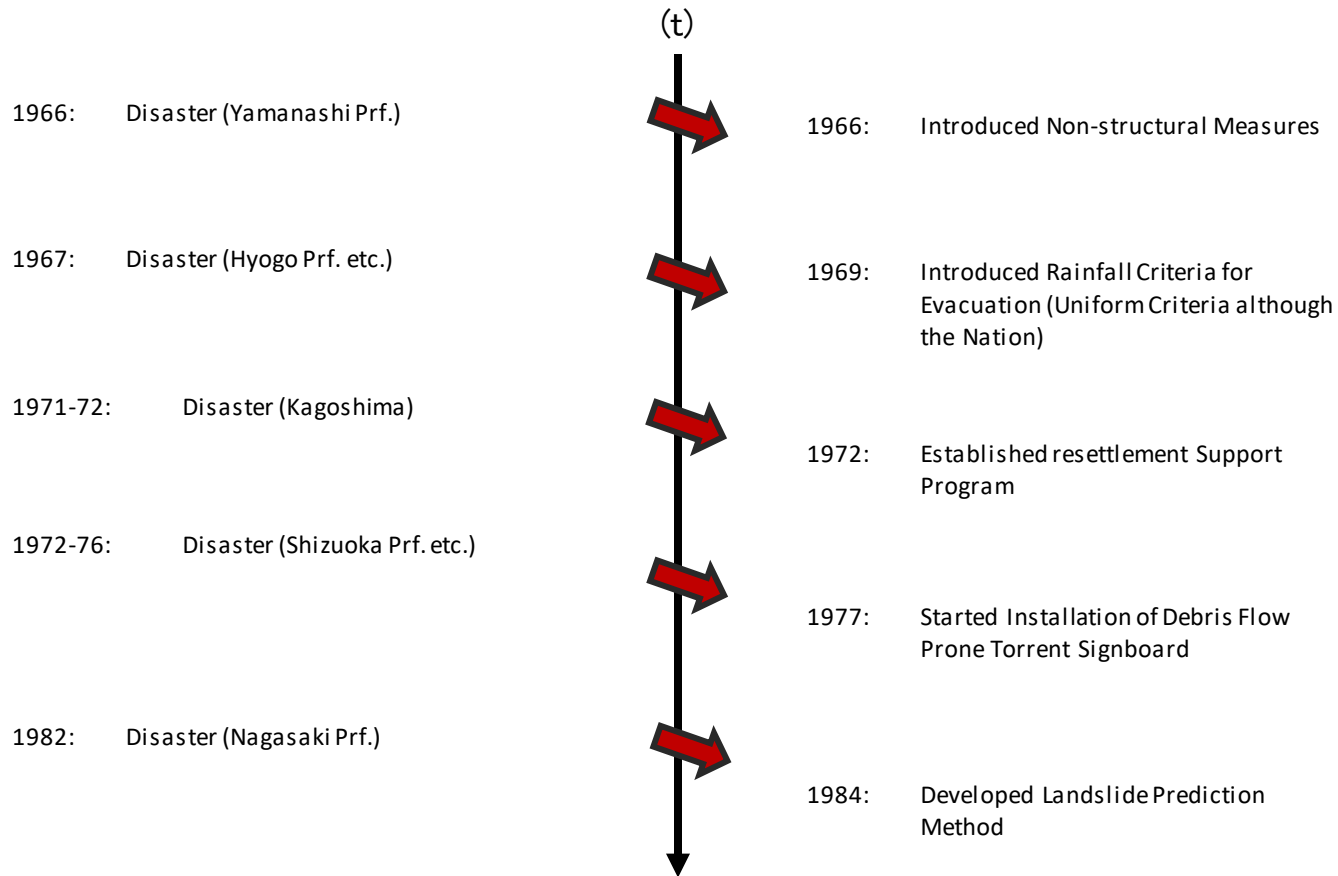 (t)
1966: Disaster (Yamanashi Prf.)
1966: Introduced Non-structural Measures
1967: Disaster (Hyogo Prf. etc.)
1969: Introduced Rainfall Criteria for
Evacuation (Uniform Criteria although
the Nation)
1971-72: Disaster (Kagoshima)
1972: Established resettlement Support
Program
1972-76: Disaster (Shizuoka Prf. etc.)
1977: Started Installation of Debris Flow
Prone Torrent Signboard
1982: Disaster (Nagasaki Prf.)
1984: Developed Landslide Prediction
Method